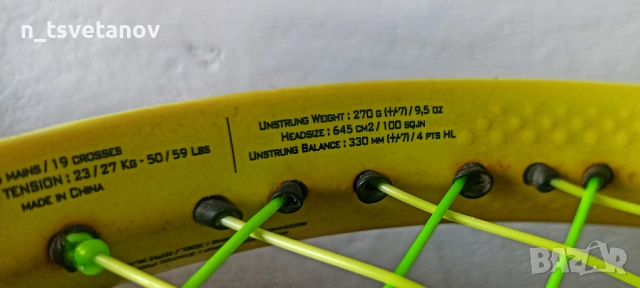 n_tsvetanov
MAINS / 19 CROSSES
TENSION : 23 / 27 KG - 50 / 59 LBS
MADE IN CHINA
UNSTRUNG WEIGHT : 270 G (+/-7) / 9,5 OZ
HEADSIZE : 645 CM2 / 100 SQ.IN
UNSTRUNG BALANCE : 330 MM (+/-7) / 4 PTS HL
BAZAR